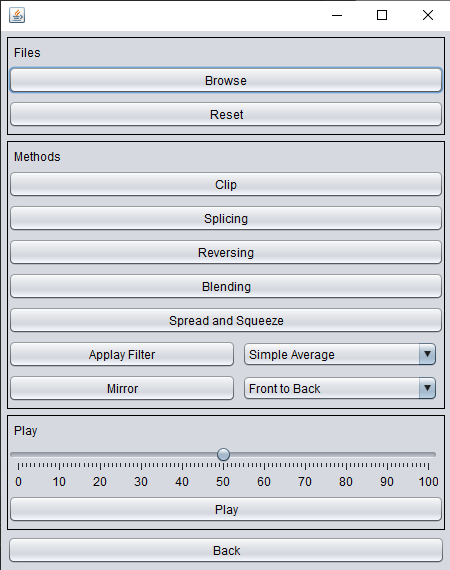 Files
Browse
Reset
Methods
Clip
Splicing
Reversing
Blending
Spread and Squeeze
Applay Filter Simple Average
Mirror Front to Back
Play
0 10 20 30 40 50 60 70 80 90 100
Play
Back